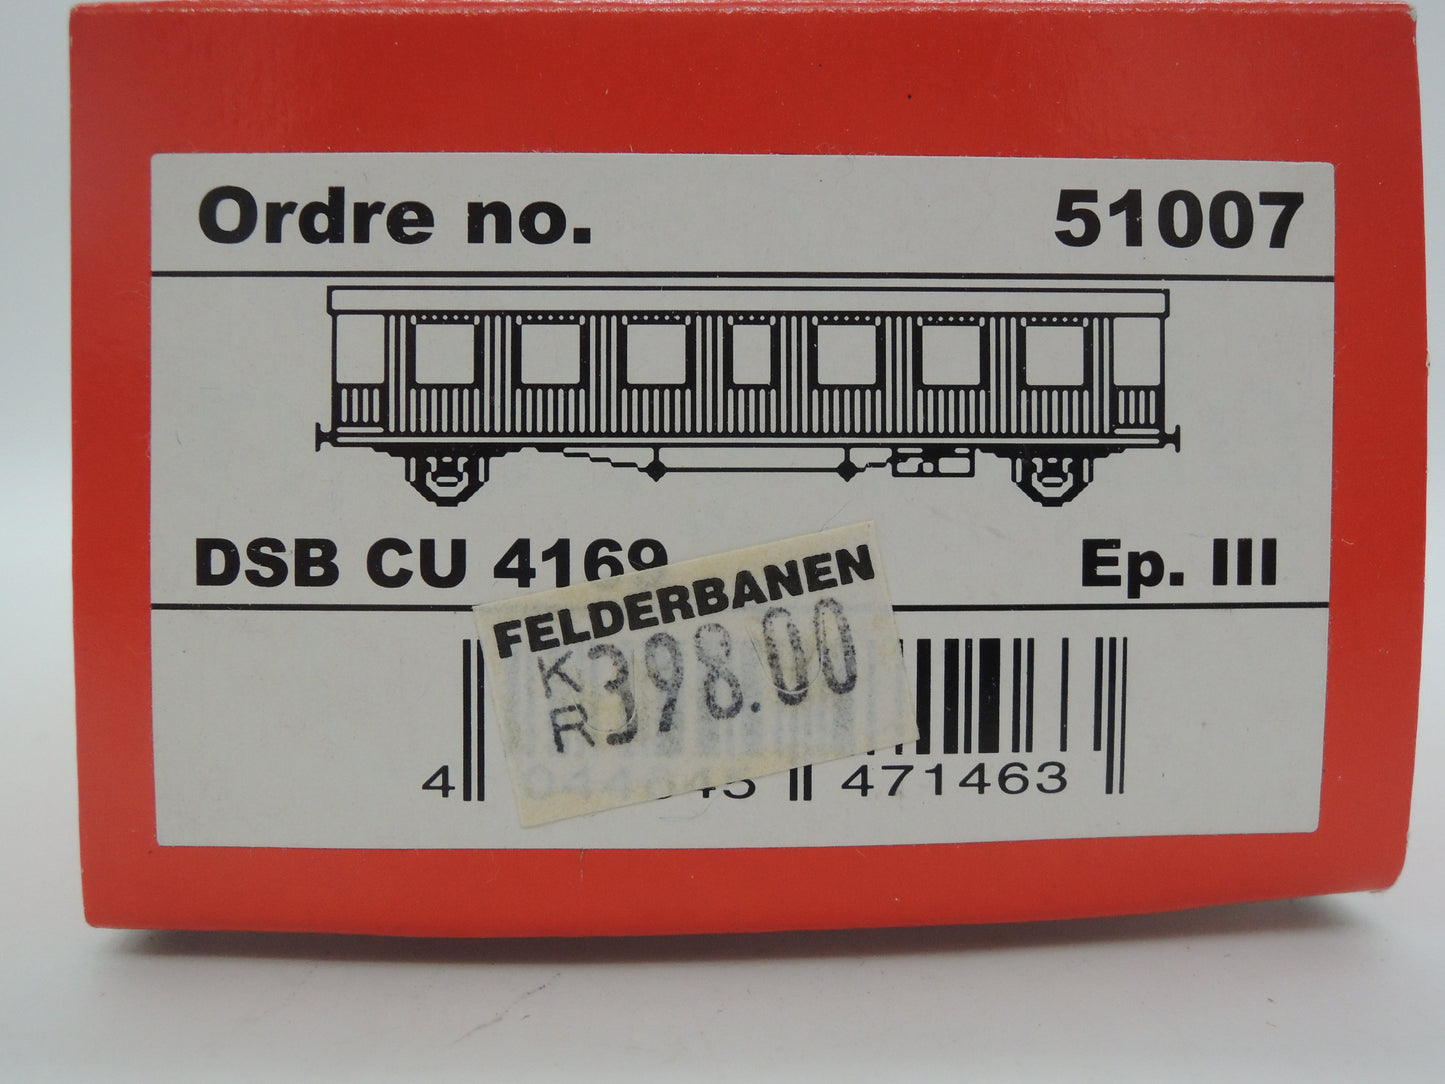 Ordre no. 51007
DSB CU 4169 Ep. III
FELDERBANEN
KR 398.00
4 471463